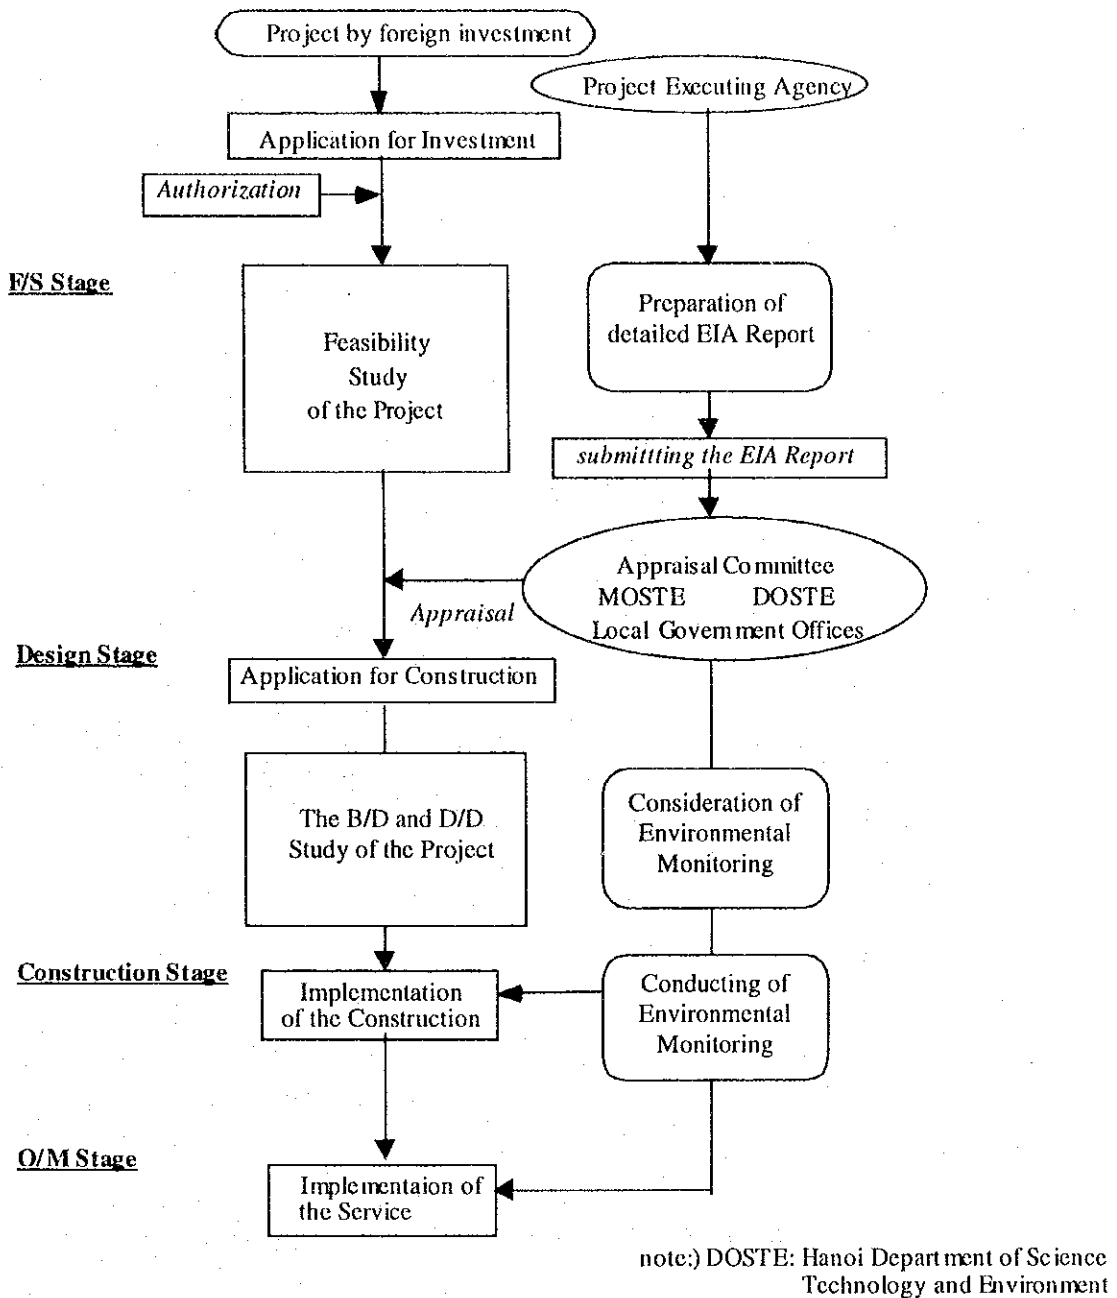 Project by foreign investment
Project Executing Agency
Application for Investment
Authorization
F/S Stage
Feasibility
Study
of the Project
Preparation of
detailed EIA Report
submittting the EIA Report
Appraisal Committee
MOSTE DOSTE
Local Government Offices
Appraisal
Design Stage
Application for Construction
The B/D and D/D
Study of the Project
Consideration of
Environmental
Monitoring
Construction Stage
Implementation
of the Construction
Conducting of
Environmental
Monitoring
O/M Stage
Implementaion of
the Service
note:) DOSTE: Hanoi Department of Science
Technology and Environment